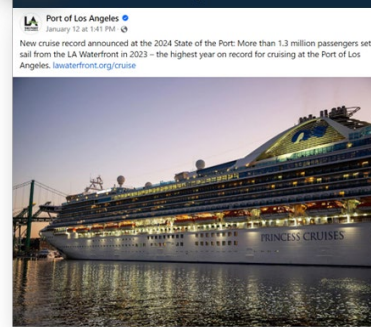 LA
Port of Los Angeles
January 12 at 1:41 PM ·
New cruise record announced at the 2024 State of the Port: More than 1.3 million passengers set
sail from the LA Waterfront in 2023 – the highest year on record for cruising at the Port of Los
Angeles. lawaterfront.org/cruise
PRINCESS CRUISES